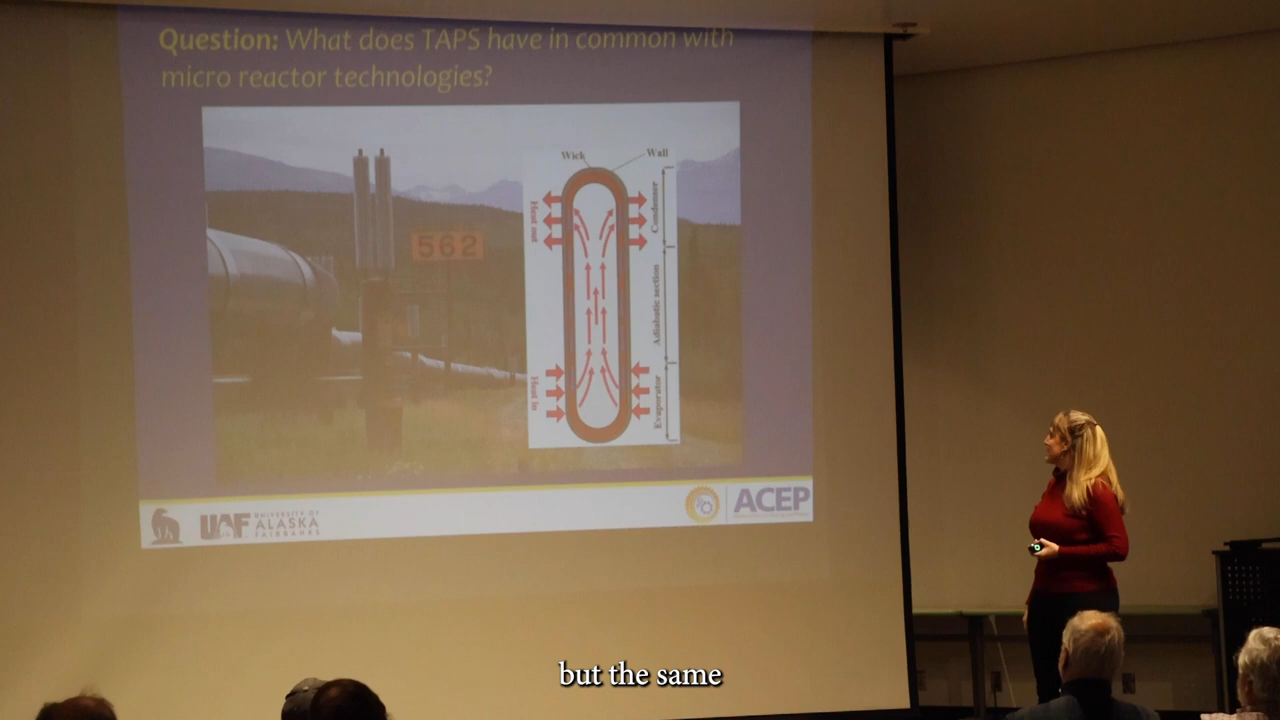 Question: What does TAPS have in common with
micro reactor technologies?
Wick
Wall
Heat out
Condenser
562
Adiabatic section
Heat in
Evaporator
UAF
UNIVERSITY OF
ALASKA
FAIRBANKS
ACEP
but the same